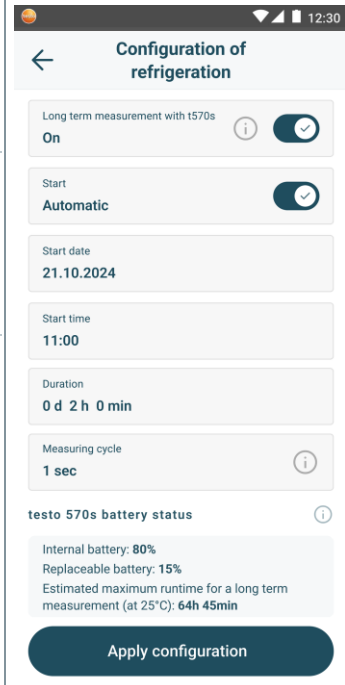 12:30
Configuration of
refrigeration
Long term measurement with t570s
On
Start
Automatic
Start date
21.10.2024
Start time
11:00
Duration
0 d 2 h 0 min
Measuring cycle
1 sec
testo 570s battery status
Internal battery: 80%
Replaceable battery: 15%
Estimated maximum runtime for a long term
measurement (at 25°C): 64h 45min
Apply configuration